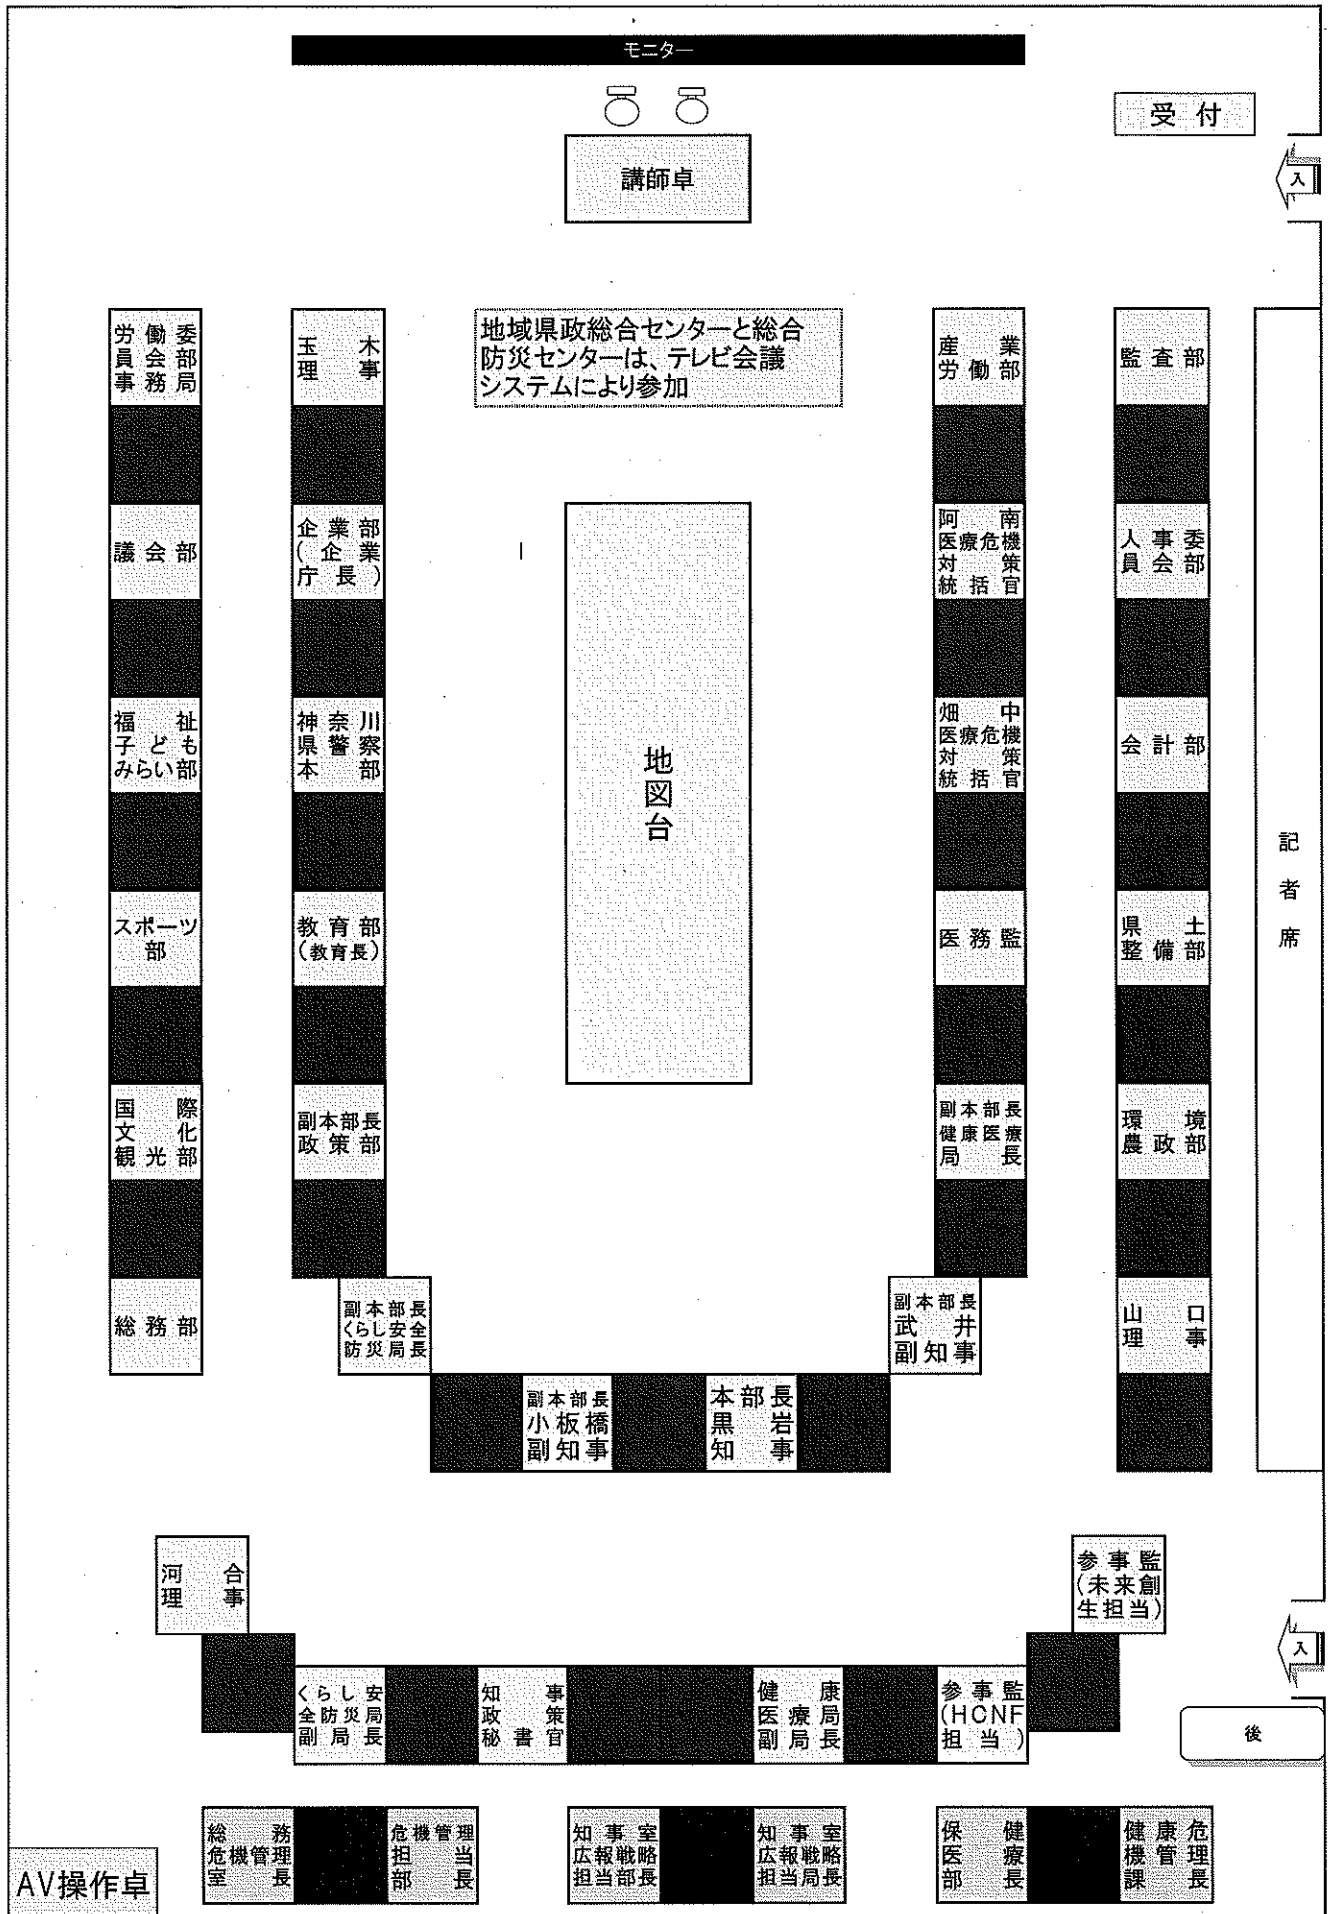 モニター
受付
講師卓
入
地域県政総合センターと総合
防災センターは、テレビ会議
システムにより参加
労働委
員会部
事務局
玉木
理事
産業
労働部
監査部
議会部
企業部
(企業
庁長)
阿南
医療危機
対策
統括官
人事委
員会部
福祉
子ども
みらい部
神奈川
県警察
本部
地図台
畑中
医療危機
対策
統括官
会計部
記者席
スポーツ
部
教育部
(教育長)
医務監
県土
整備部
国際
文化
観光部
副本部長
政策部
副本部長
健康医療
局長
環境
農政部
総務部
副本部長
くらし安全
防災局長
副本部長
武井
副知事
山口
理事
副本部長
小板橋
副知事
本部長
黒岩
知事
河合
理事
参事監
(未来創
生担当)
入
くらし安
全防災局
副局長
知事
政策
秘書官
健康
医療局
副局長
参事監
(HCNF
担当)
後
総務
危機管理
室長
危機管理
担当
部長
知事室
広報戦略
担当部長
知事室
広報戦略
担当局長
保健
医療
部長
健康危
機管理
課長
AV操作卓